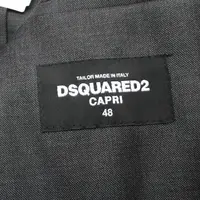 TAILOR MADE IN ITALY
DSQUARED2
CAPRI
48